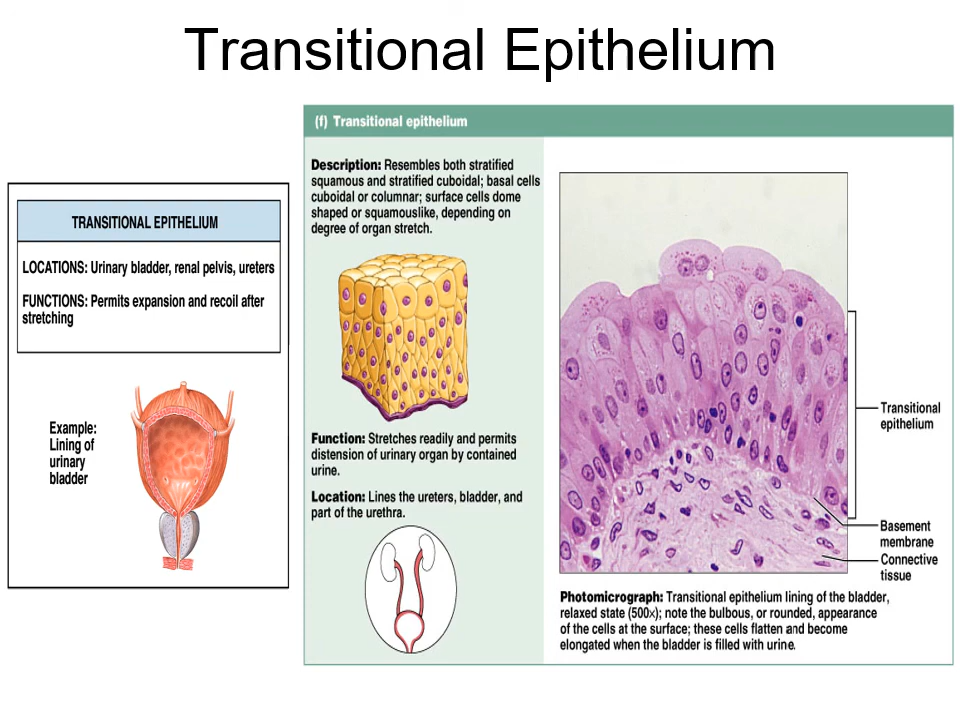 Transitional Epithelium
TRANSITIONAL EPITHELIUM
LOCATIONS: Urinary bladder, renal pelvis, ureters
FUNCTIONS: Permits expansion and recoil after
stretching
Example:
Lining of
urinary
bladder
(f) Transitional epithelium
Description: Resembles both stratified
squamous and stratified cuboidal; basal cells
cuboidal or columnar; surface cells dome
shaped or squamouslike, depending on
degree of organ stretch.
Function: Stretches readily and permits
distension of urinary organ by contained
urine.
Location: Lines the ureters, bladder, and
part of the urethra.
Transitional
epithelium
Basement
membrane
Connective
tissue
Photomicrograph: Transitional epithelium lining of the bladder,
relaxed state (500×); note the bulbous, or rounded, appearance
of the cells at the surface; these cells flatten and become
elongated when the bladder is filled with urine.